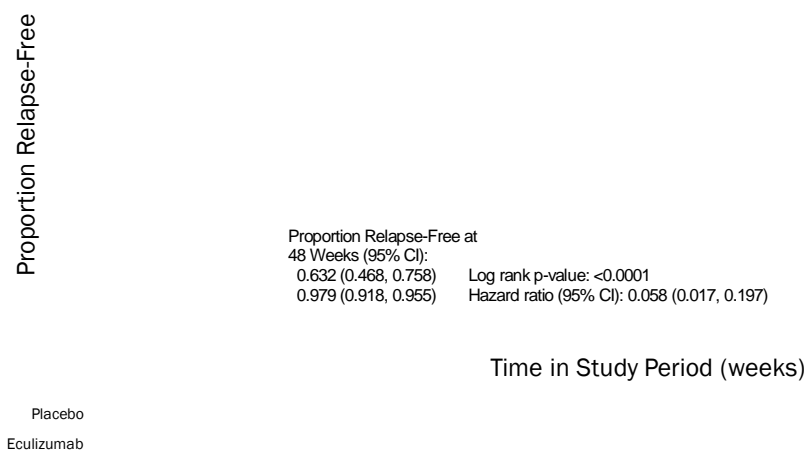 Proportion Relapse-Free
Proportion Relapse-Free at
48 Weeks (95% CI):
0.632 (0.468, 0.758) Log rank p-value: <0.0001
0.979 (0.918, 0.955) Hazard ratio (95% CI): 0.058 (0.017, 0.197)
Time in Study Period (weeks)
Placebo
Eculizumab